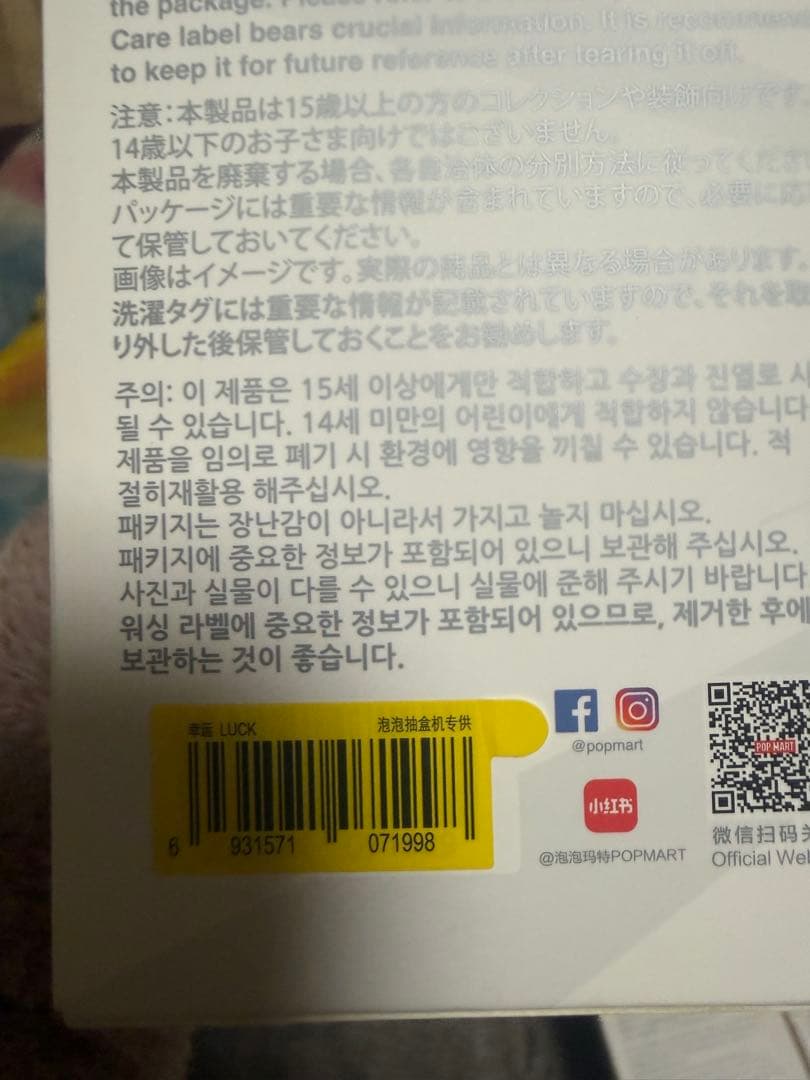 the package. Please
Care label bears crucial information. It is recommen
to keep it for future reference after tearing it off.
注意：本製品は15歳以上の方のコレクションや装飾向けです。
14歳以下のお子さま向けではございません。
本製品を廃棄する場合、各自治体の分別方法に従ってくださ
パッケージには重要な情報が含まれていますので、必要に応
て保管しておいてください。
画像はイメージです。実際の商品とは異なる場合があります。
洗濯タグには重要な情報が記載されていますので、それを取
り外した後保管しておくことをお勧めします。
주의: 이 제품은 15세 이상에게만 적합하고 수장과 진열로 사
될 수 있습니다. 14세 미만의 어린이에게 적합하지 않습니다
제품을 임의로 폐기 시 환경에 영향을 끼칠 수 있습니다. 적
절히재활용 해주십시오.
패키지는 장난감이 아니라서 가지고 놀지 마십시오.
패키지에 중요한 정보가 포함되어 있으니 보관해 주십시오.
사진과 실물이 다를 수 있으니 실물에 준해 주시기 바랍니다
워싱 라벨에 중요한 정보가 포함되어 있으므로, 제거한 후에
보관하는 것이 좋습니다.
幸运 LUCK 泡泡抽盒机专供
6 931571 071998
@popmart
小红书
@泡泡玛特POPMART
POP MART
微信扫码关
Official We